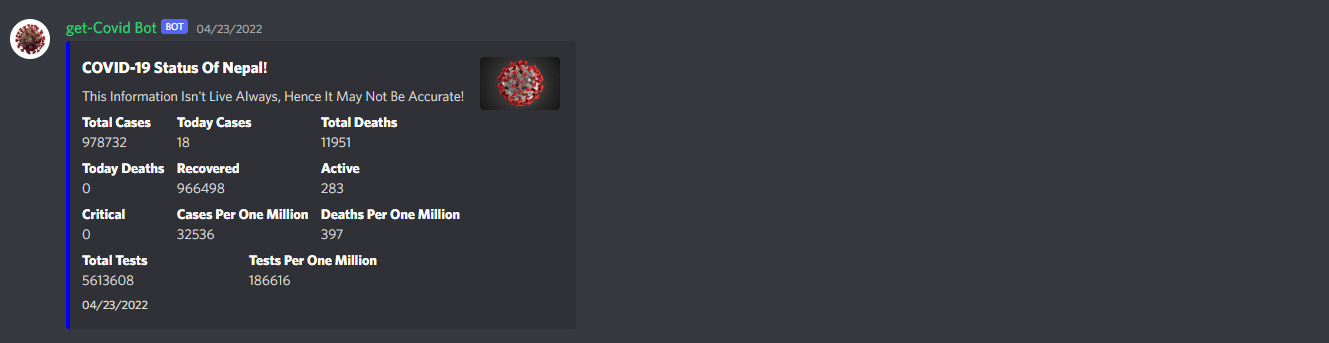 get-Covid Bot BOT 04/23/2022
COVID-19 Status Of Nepal!
This Information Isn't Live Always, Hence It May Not Be Accurate!
Total Cases Today Cases Total Deaths
978732 18 11951
Today Deaths Recovered Active
0 966498 283
Critical Cases Per One Million Deaths Per One Million
0 32536 397
Total Tests Tests Per One Million
5613608 186616
04/23/2022